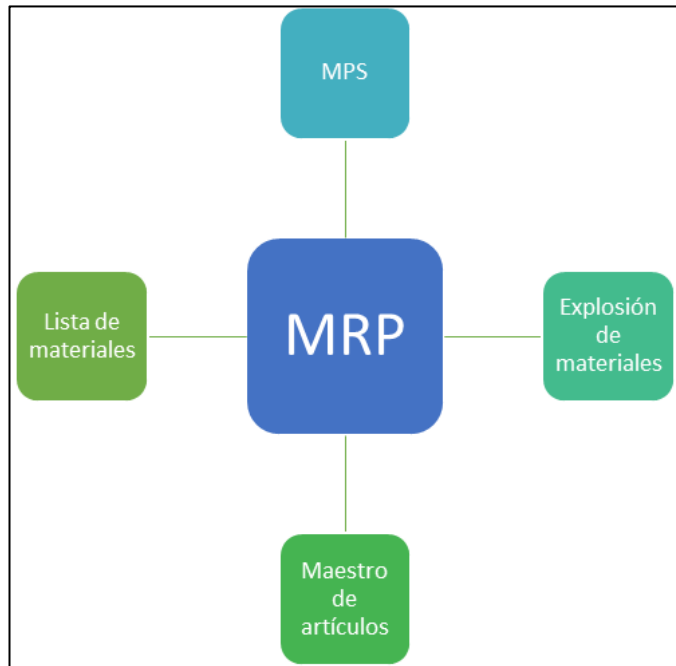 MPS
Lista de
materiales
MRP
Explosión
de
materiales
Maestro
de
artículos